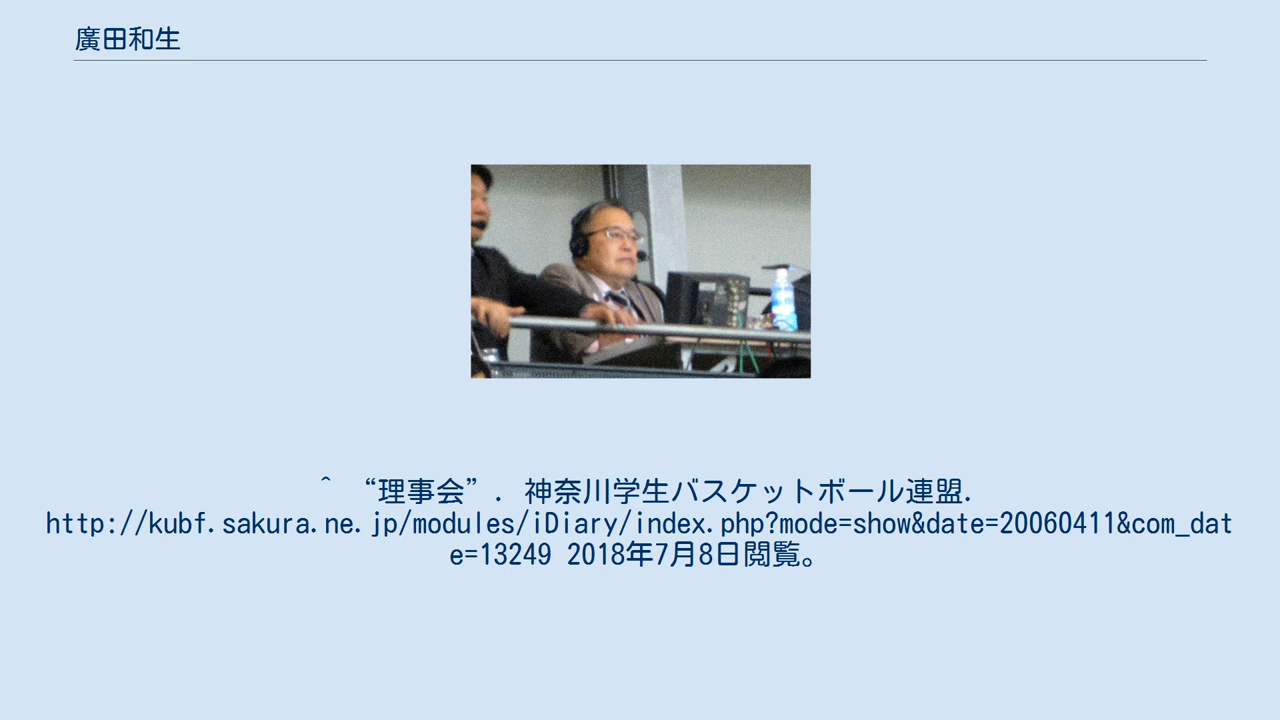 廣田和生
^ “理事会”. 神奈川学生バスケットボール連盟.
http://kubf.sakura.ne.jp/modules/iDiary/index.php?mode=show&date=20060411&com_dat
e=13249 2018年7月8日閲覧。